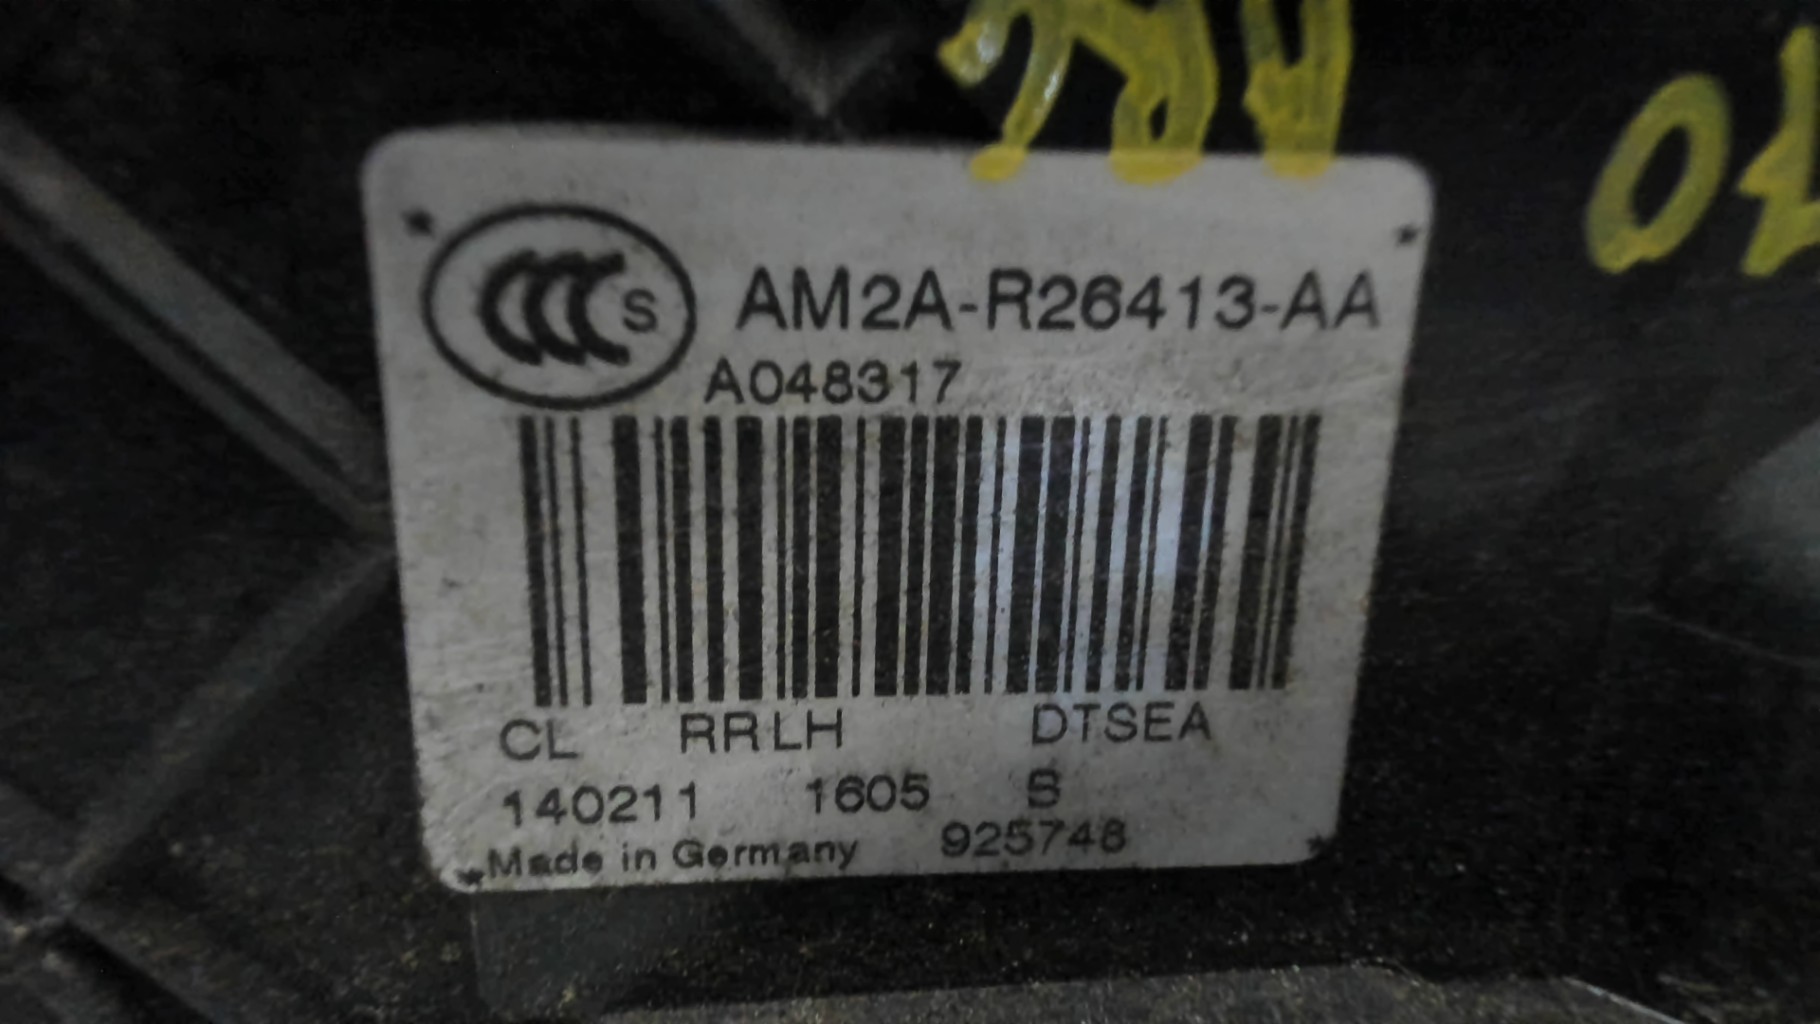 S AM2A-R26413-AA
A048317
CL RRLH DTSEA
140211 1605 B
Made in Germany 925748